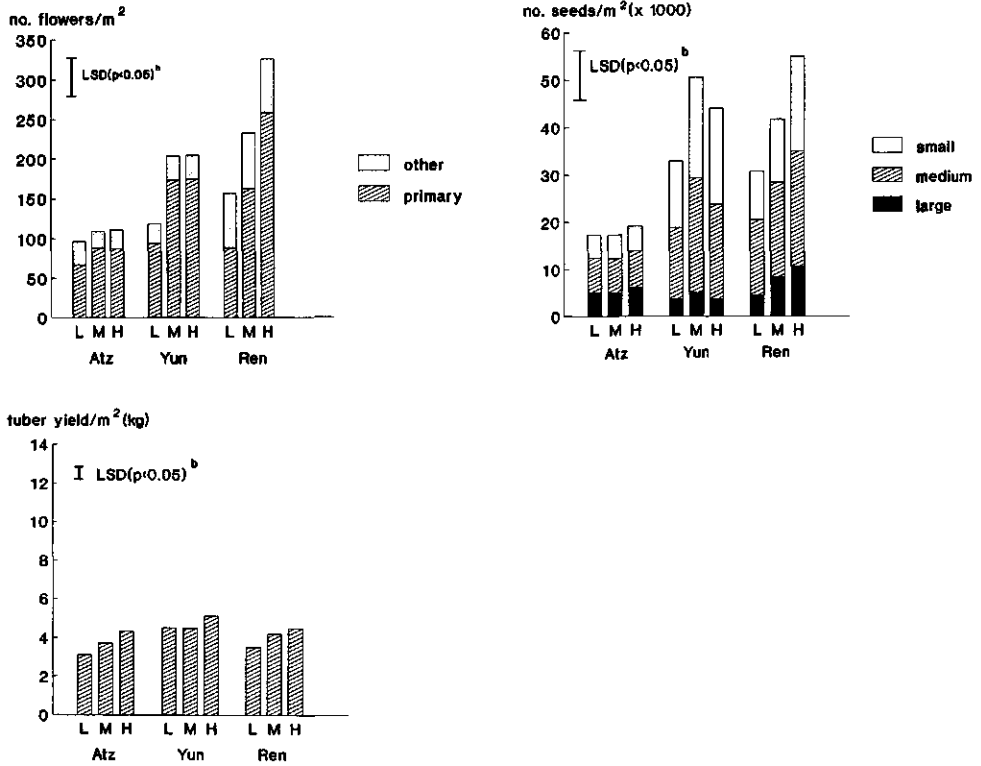 no. flowers/m²
350
300
250
200
150
100
50
0
LSD(p<0.05)ᵇ
other
primary
L M H L M H L M H
Atz Yun Ren
no. seeds/m²(x 1000)
60
50
40
30
20
10
0
LSD(p<0.05)ᵇ
small
medium
large
L M H L M H L M H
Atz Yun Ren
tuber yield/m²(kg)
14
12
10
8
6
4
2
0
LSD(p<0.05)ᵇ
L M H L M H L M H
Atz Yun Ren